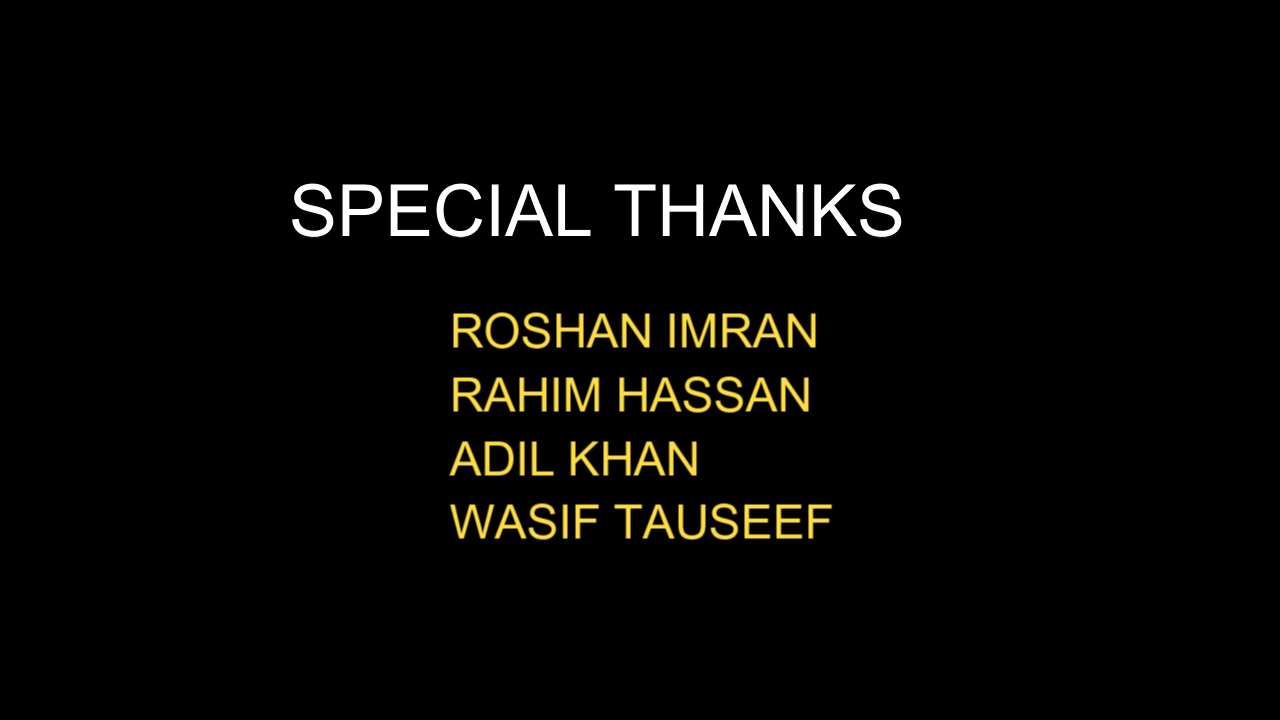 SPECIAL THANKS
ROSHAN IMRAN
RAHIM HASSAN
ADIL KHAN
WASIF TAUSEEF